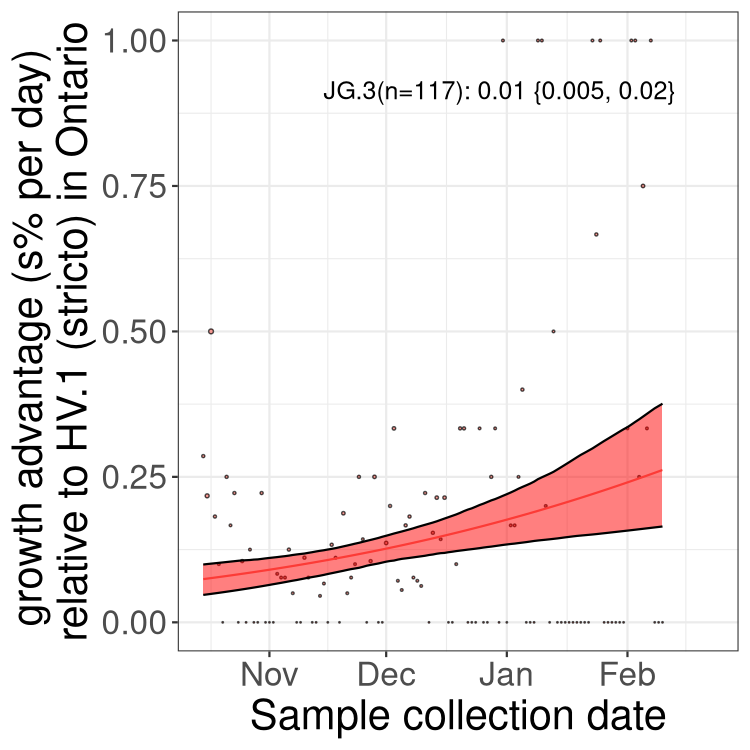 growth advantage (s% per day)
relative to HV.1 (stricto) in Ontario
1.00
0.75
0.50
0.25
0.00
JG.3(n=117): 0.01 {0.005, 0.02}
Nov Dec Jan Feb
Sample collection date